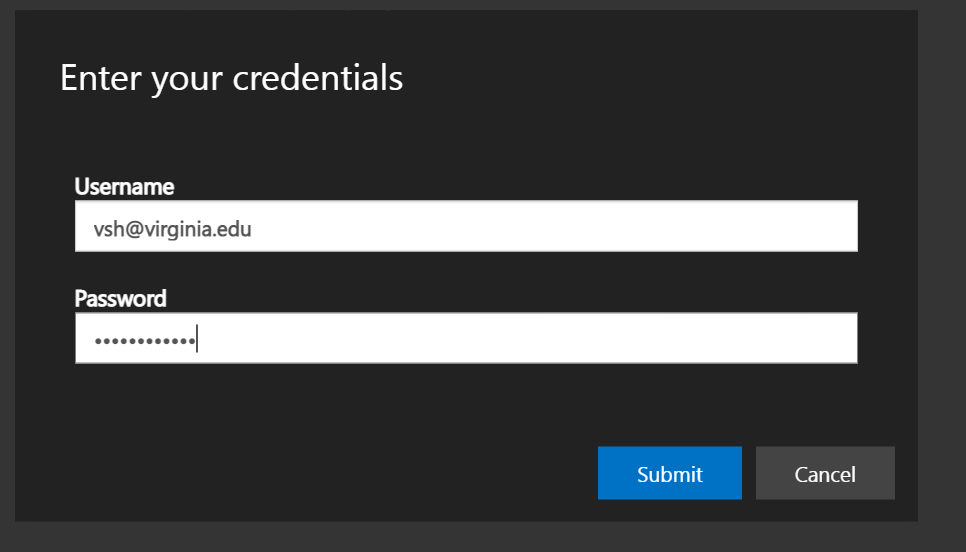 Enter your credentials
Username
vsh@virginia.edu
Password
••••••••••••
Submit
Cancel